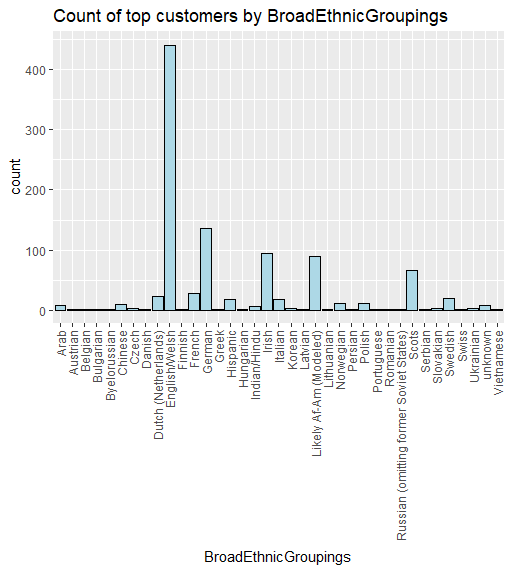 Count of top customers by BroadEthnicGroupings
count
400
300
200
100
0
Arab
Austrian
Belgian
Bulgarian
Byelorussian
Chinese
Czech
Danish
Dutch (Netherlands)
English/Welsh
Finnish
French
German
Greek
Hispanic
Hungarian
Indian/Hindu
Irish
Italian
Korean
Latvian
Likely Af-Am (Modeled)
Lithuanian
Norwegian
Persian
Polish
Portuguese
Romanian
Russian (omitting former Soviet States)
Scots
Serbian
Slovakian
Swedish
Swiss
Ukrainian
unknown
Vietnamese
BroadEthnicGroupings